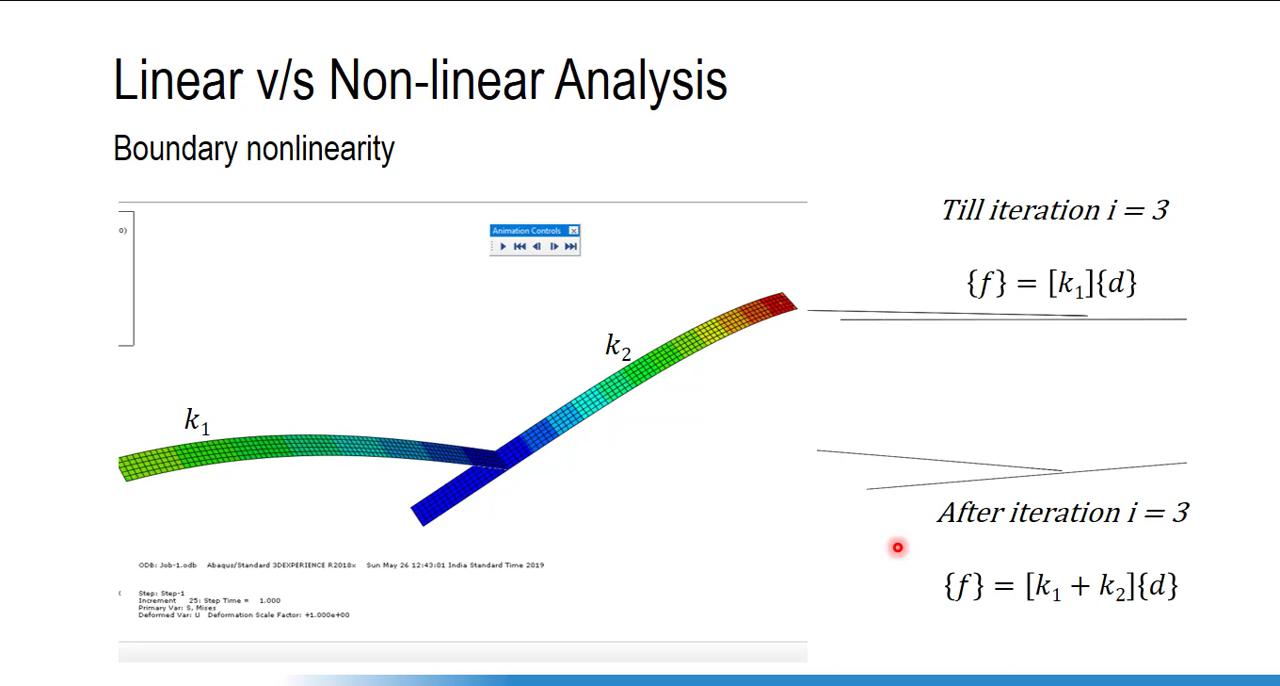 Linear v/s Non-linear Analysis
Boundary nonlinearity
0)
Animation Controls
Till iteration i = 3
{f} = [k₁]{d}
k₂
k₁
After iteration i = 3
{f} = [k₁ + k₂]{d}
ODB: Job-1.odb Abaqus/Standard 3DEXPERIENCE R2018x Sun May 26 12:43:01 India Standard Time 2019
Step: Step-1
Increment 25: Step Time = 1.000
Primary Var: S, Mises
Deformed Var: U Deformation Scale Factor: +1.000e+00